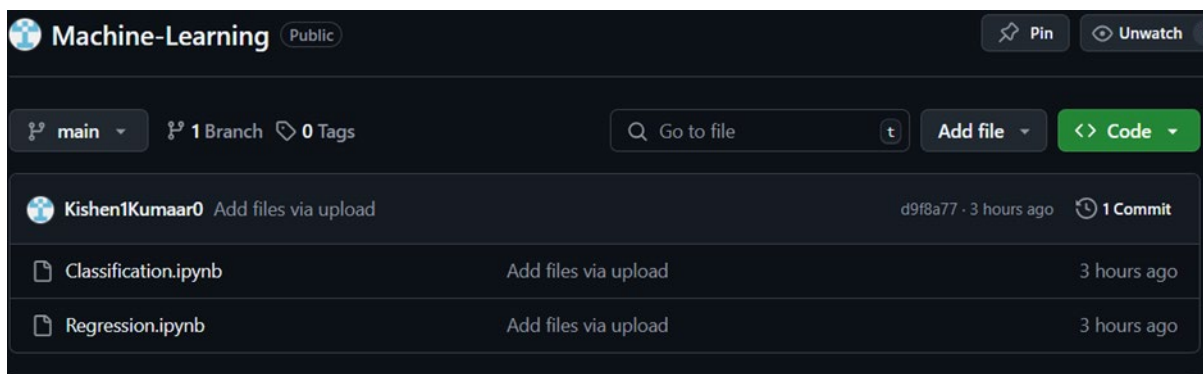 Machine-Learning Public Pin Unwatch
main 1 Branch 0 Tags Go to file t Add file <> Code
Kishen1Kumaar0 Add files via upload d9f8a77 · 3 hours ago 1 Commit
Classification.ipynb Add files via upload 3 hours ago
Regression.ipynb Add files via upload 3 hours ago